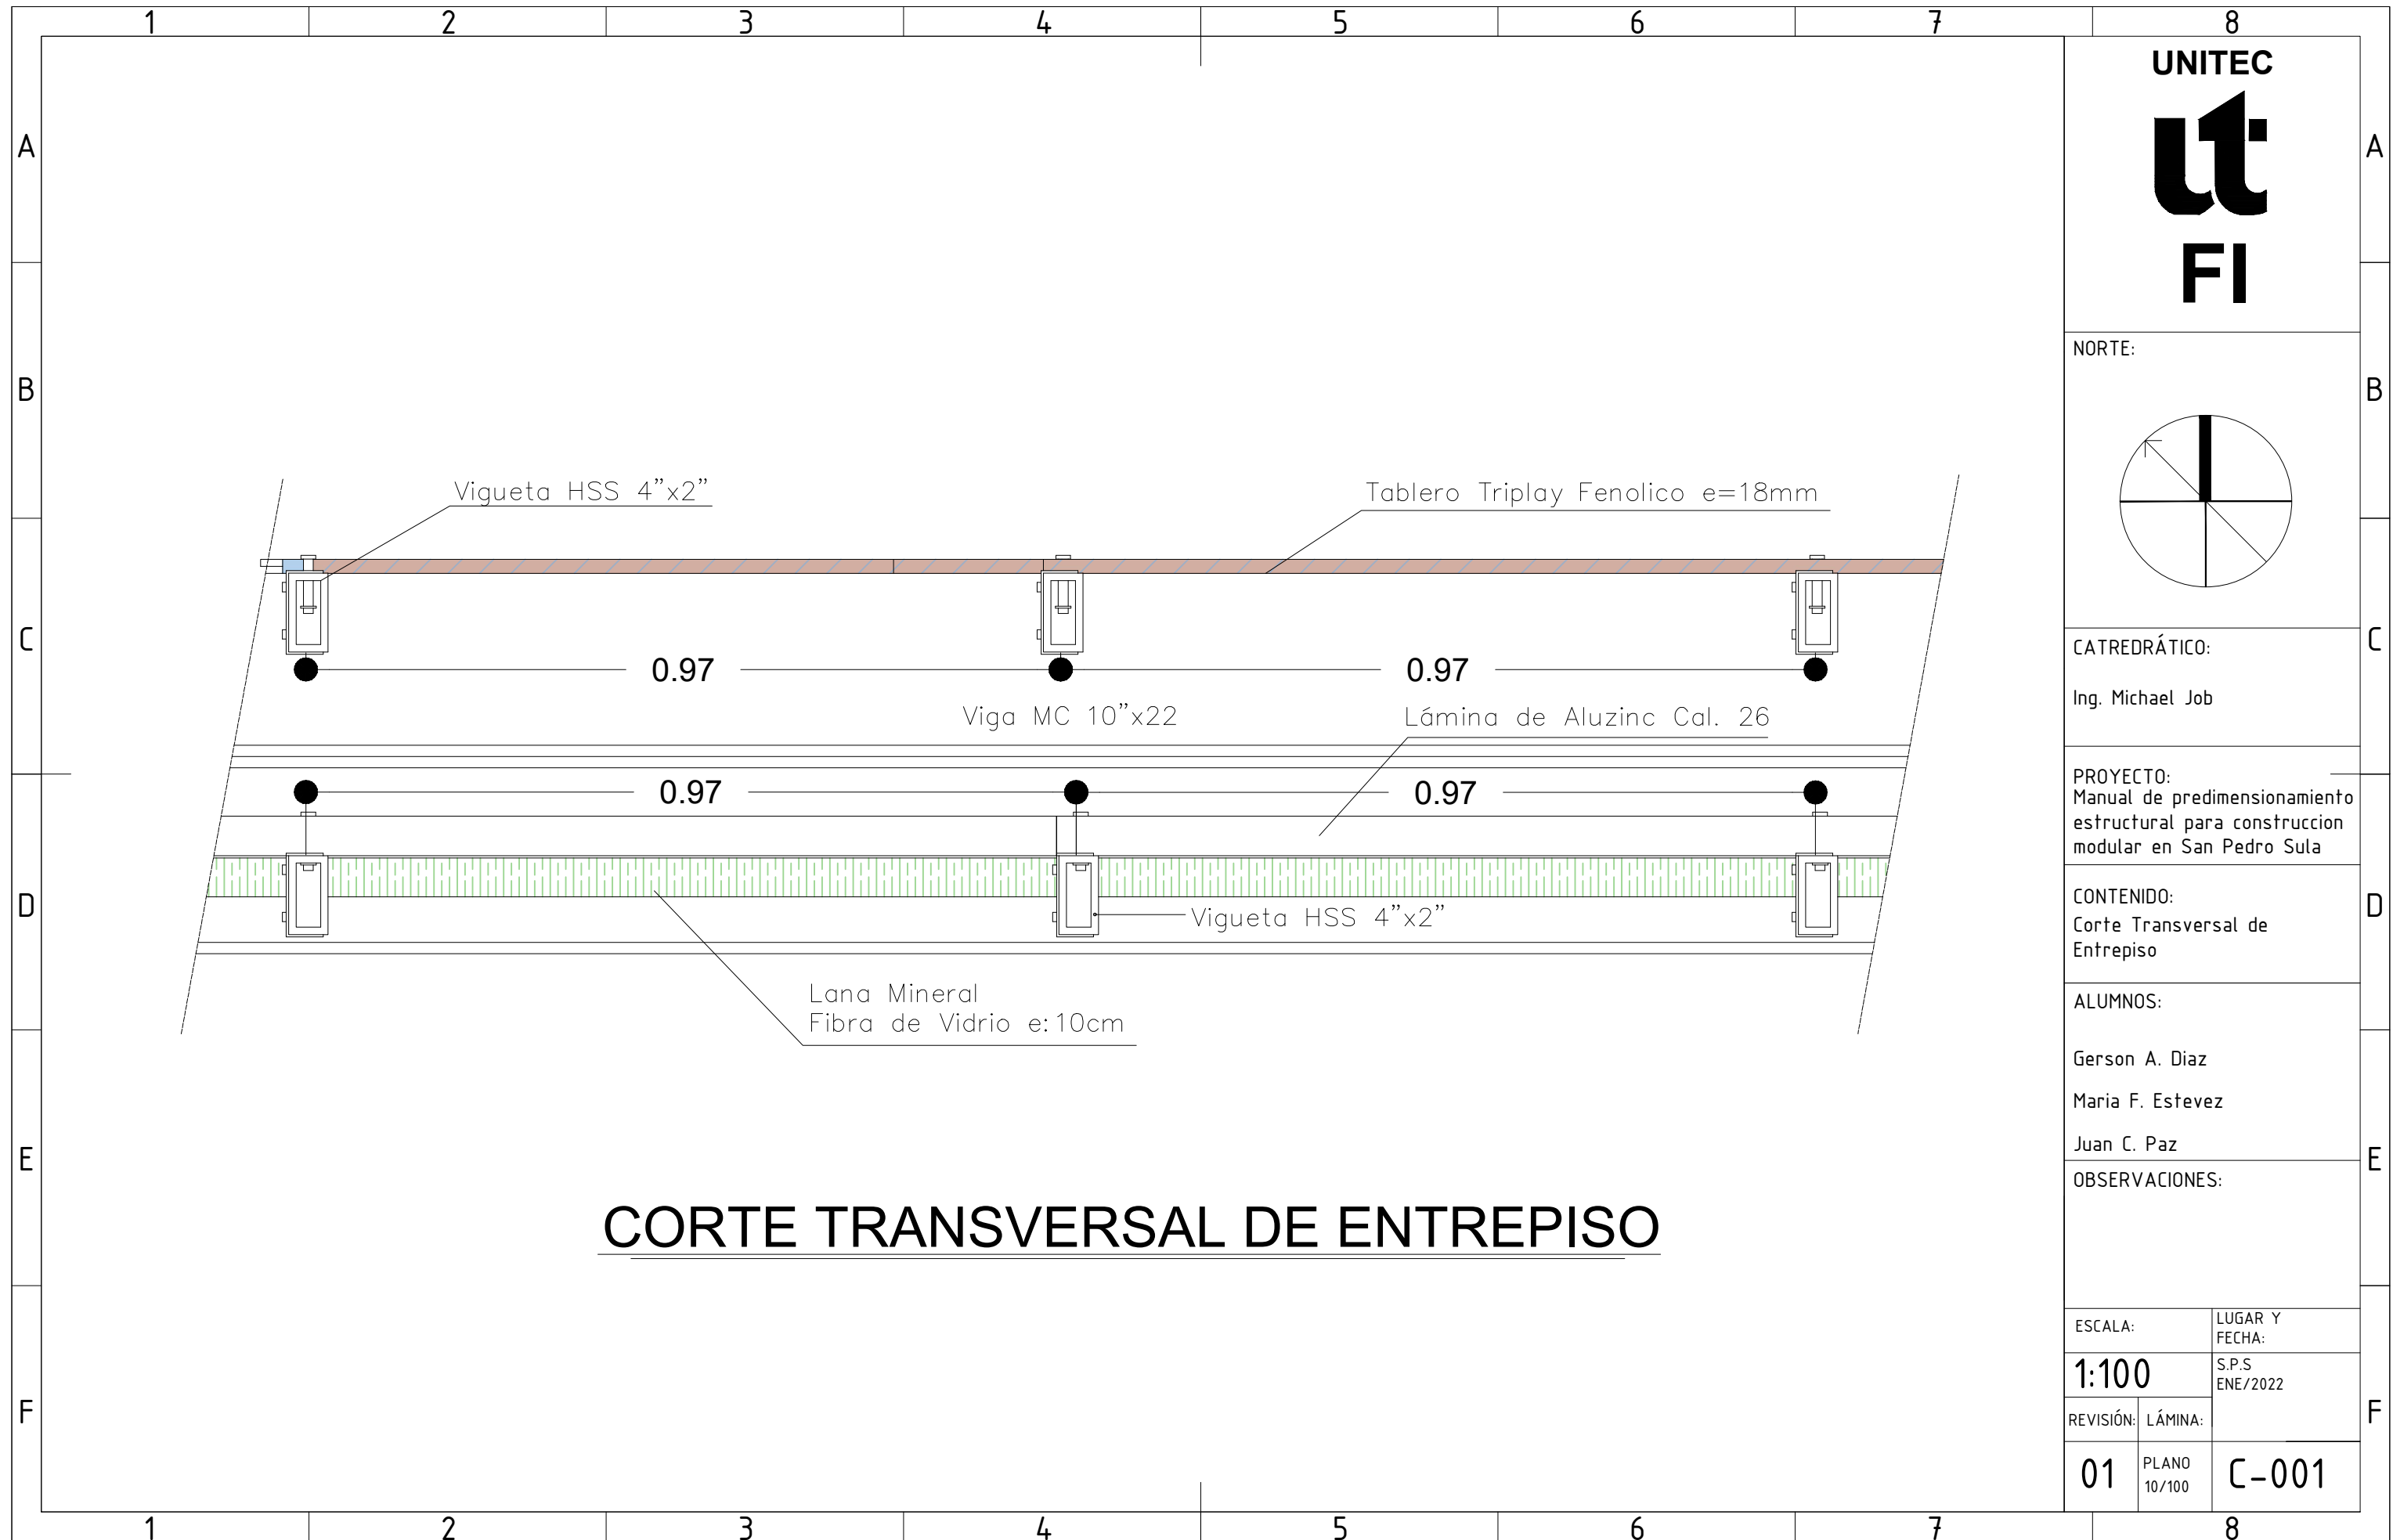 1 2 3 4 5 6 7 8
A A
B B
C C
D D
E E
F F
Vigueta HSS 4”x2”
Tablero Triplay Fenolico e=18mm
0.97 0.97
Viga MC 10”x22
Lámina de Aluzinc Cal. 26
0.97 0.97
Vigueta HSS 4”x2”
Lana Mineral
Fibra de Vidrio e:10cm
CORTE TRANSVERSAL DE ENTREPISO
UNITEC
ut
FI
NORTE:
CATREDRÁTICO:
Ing. Michael Job
PROYECTO:
Manual de predimensionamiento
estructural para construccion
modular en San Pedro Sula
CONTENIDO:
Corte Transversal de
Entrepiso
ALUMNOS:
Gerson A. Diaz
Maria F. Estevez
Juan C. Paz
OBSERVACIONES:
ESCALA:
1:100
LUGAR Y
FECHA:
S.P.S
ENE/2022
REVISIÓN:
01
LÁMINA:
PLANO
10/100
C-001
1 2 3 4 5 6 7 8